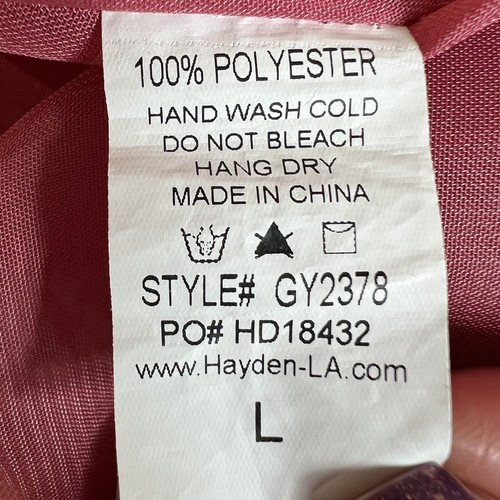 100% POLYESTER
HAND WASH COLD
DO NOT BLEACH
HANG DRY
MADE IN CHINA
STYLE# GY2378
PO# HD18432
www.Hayden-LA.com
L